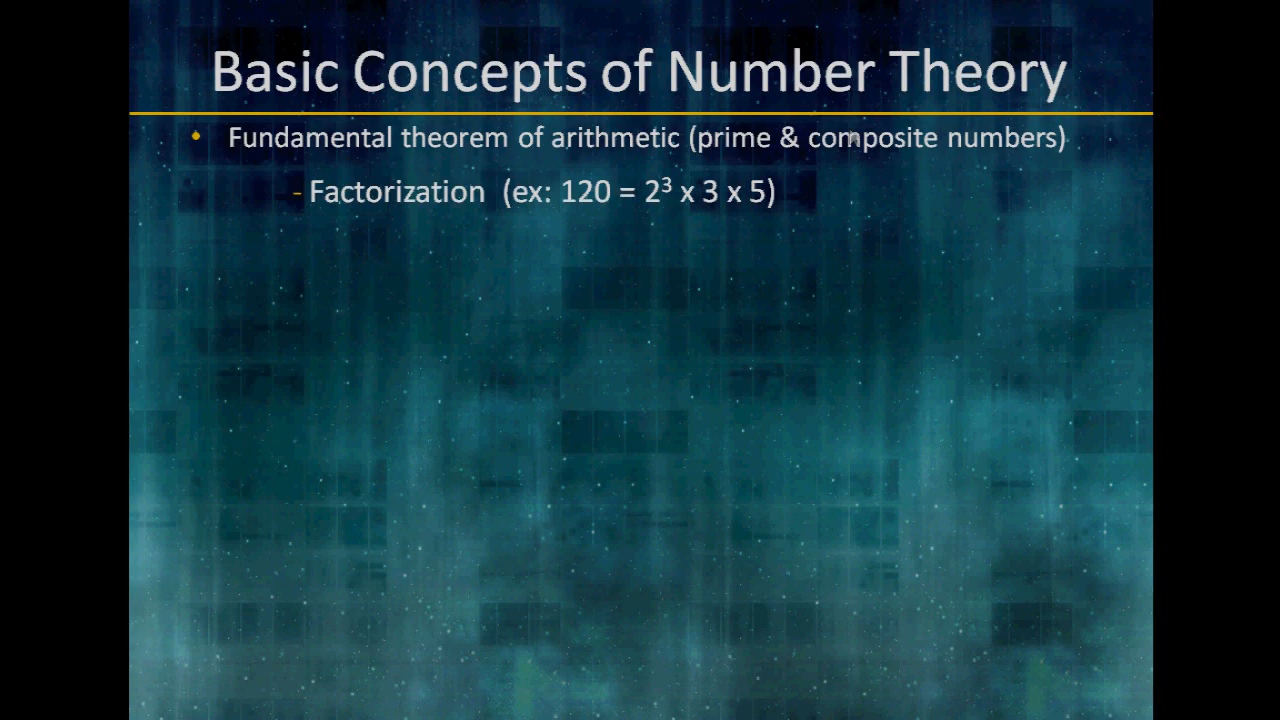 Basic Concepts of Number Theory
• Fundamental theorem of arithmetic (prime & composite numbers)
- Factorization (ex: 120 = 2³ x 3 x 5)